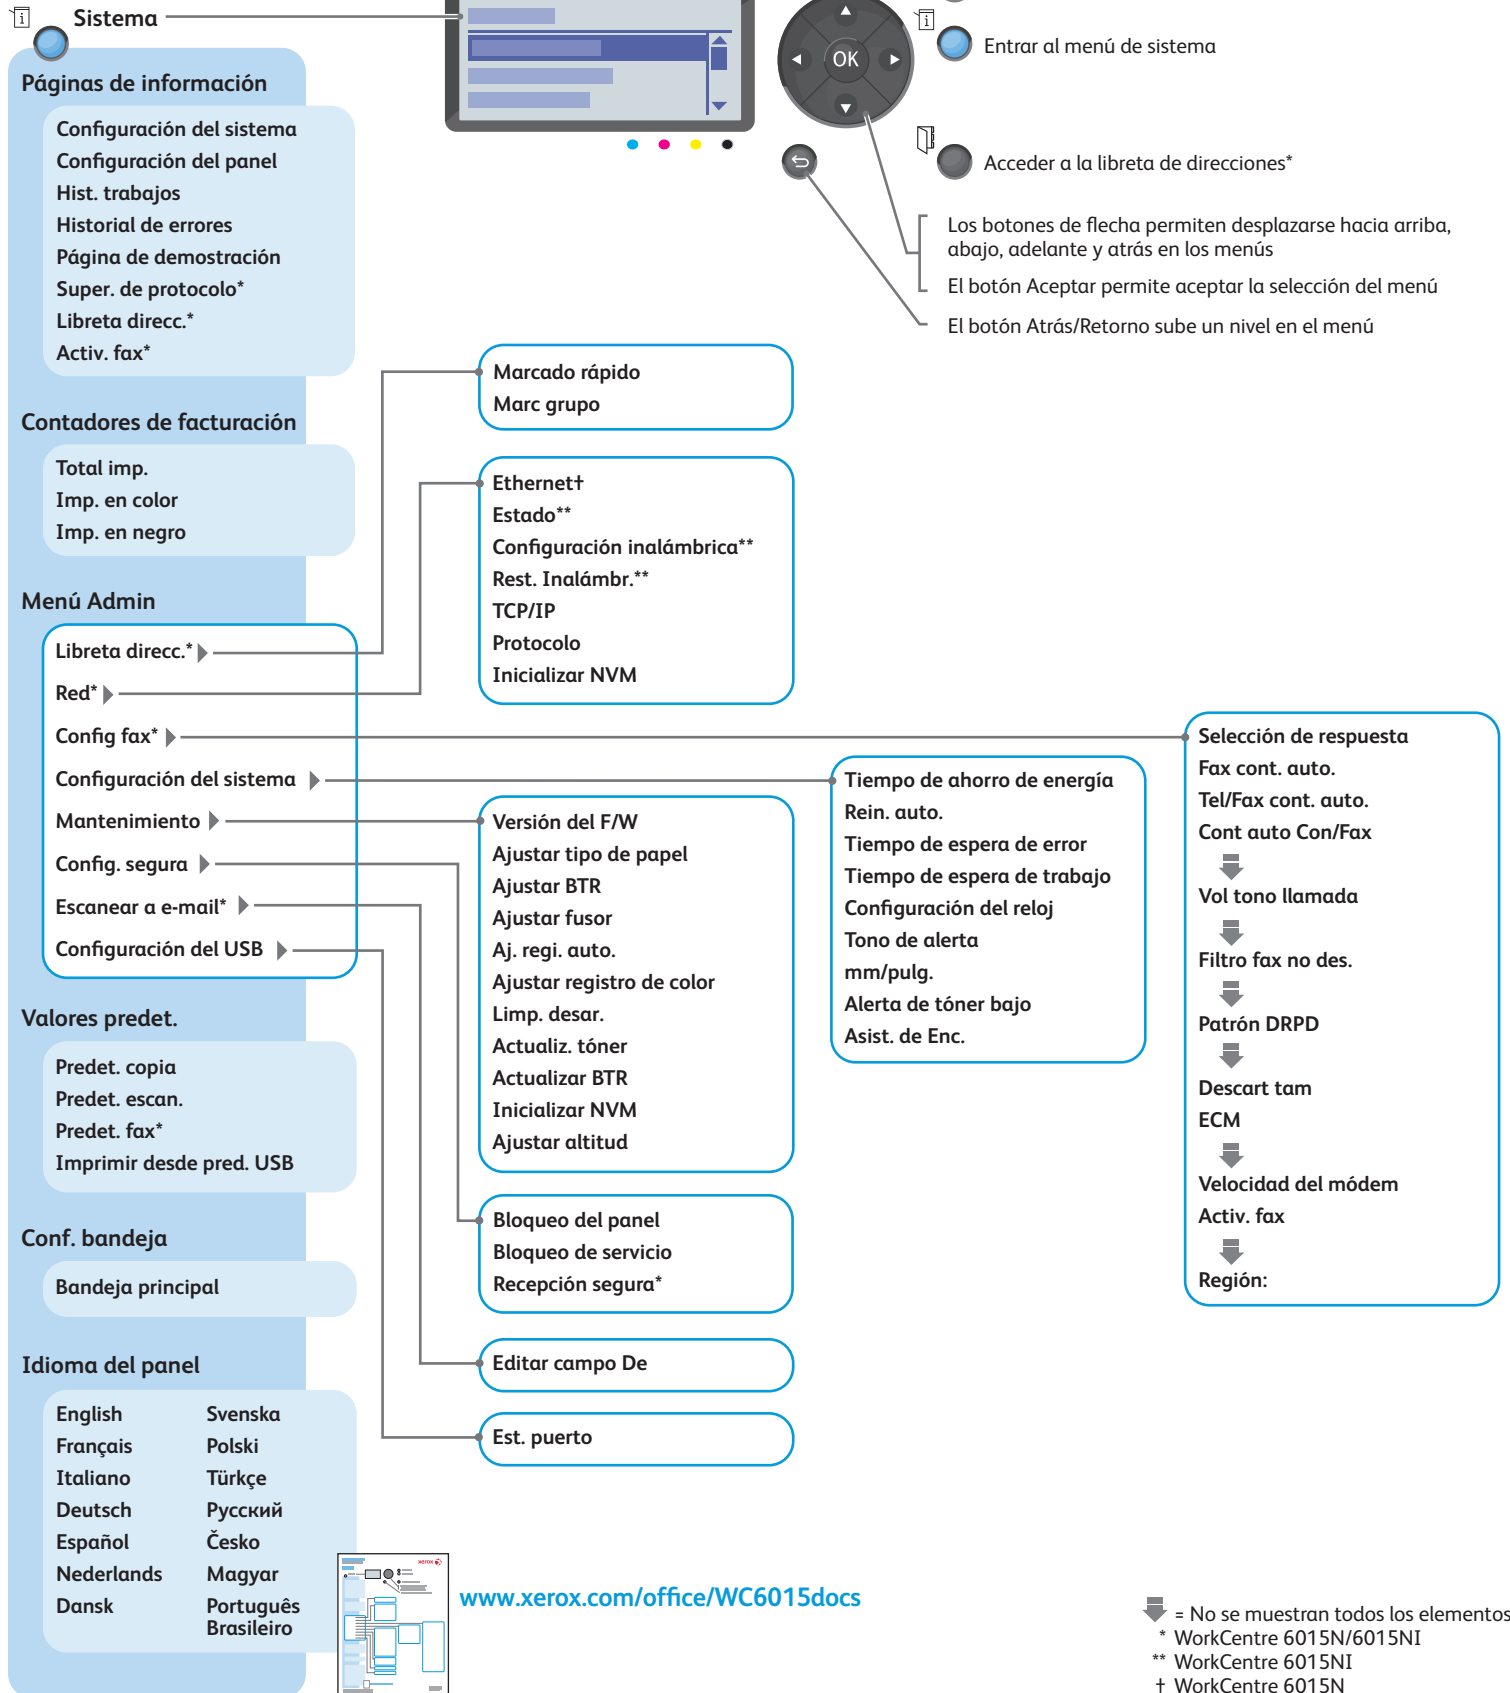 Sistema
OK
Entrar al menú de sistema
Acceder a la libreta de direcciones*
Los botones de flecha permiten desplazarse hacia arriba,
abajo, adelante y atrás en los menús
El botón Aceptar permite aceptar la selección del menú
El botón Atrás/Retorno sube un nivel en el menú
Páginas de información
Configuración del sistema
Configuración del panel
Hist. trabajos
Historial de errores
Página de demostración
Super. de protocolo*
Libreta direcc.*
Activ. fax*
Contadores de facturación
Total imp.
Imp. en color
Imp. en negro
Menú Admin
Libreta direcc.*
Red*
Config fax*
Configuración del sistema
Mantenimiento
Config. segura
Escanear a e-mail*
Configuración del USB
Valores predet.
Predet. copia
Predet. escan.
Predet. fax*
Imprimir desde pred. USB
Conf. bandeja
Bandeja principal
Idioma del panel
English
Français
Italiano
Deutsch
Español
Nederlands
Dansk
Svenska
Polski
Türkçe
Русский
Česko
Magyar
Português
Brasileiro
Marcado rápido
Marc grupo
Ethernet†
Estado**
Configuración inalámbrica**
Rest. Inalámbr.**
TCP/IP
Protocolo
Inicializar NVM
Versión del F/W
Ajustar tipo de papel
Ajustar BTR
Ajustar fusor
Aj. regi. auto.
Ajustar registro de color
Limp. desar.
Actualiz. tóner
Actualizar BTR
Inicializar NVM
Ajustar altitud
Bloqueo del panel
Bloqueo de servicio
Recepción segura*
Editar campo De
Est. puerto
Tiempo de ahorro de energía
Rein. auto.
Tiempo de espera de error
Tiempo de espera de trabajo
Configuración del reloj
Tono de alerta
mm/pulg.
Alerta de tóner bajo
Asist. de Enc.
Selección de respuesta
Fax cont. auto.
Tel/Fax cont. auto.
Cont auto Con/Fax
Vol tono llamada
Filtro fax no des.
Patrón DRPD
Descart tam
ECM
Velocidad del módem
Activ. fax
Región:
xerox
www.xerox.com/office/WC6015docs
= No se muestran todos los elementos
* WorkCentre 6015N/6015NI
** WorkCentre 6015NI
† WorkCentre 6015N